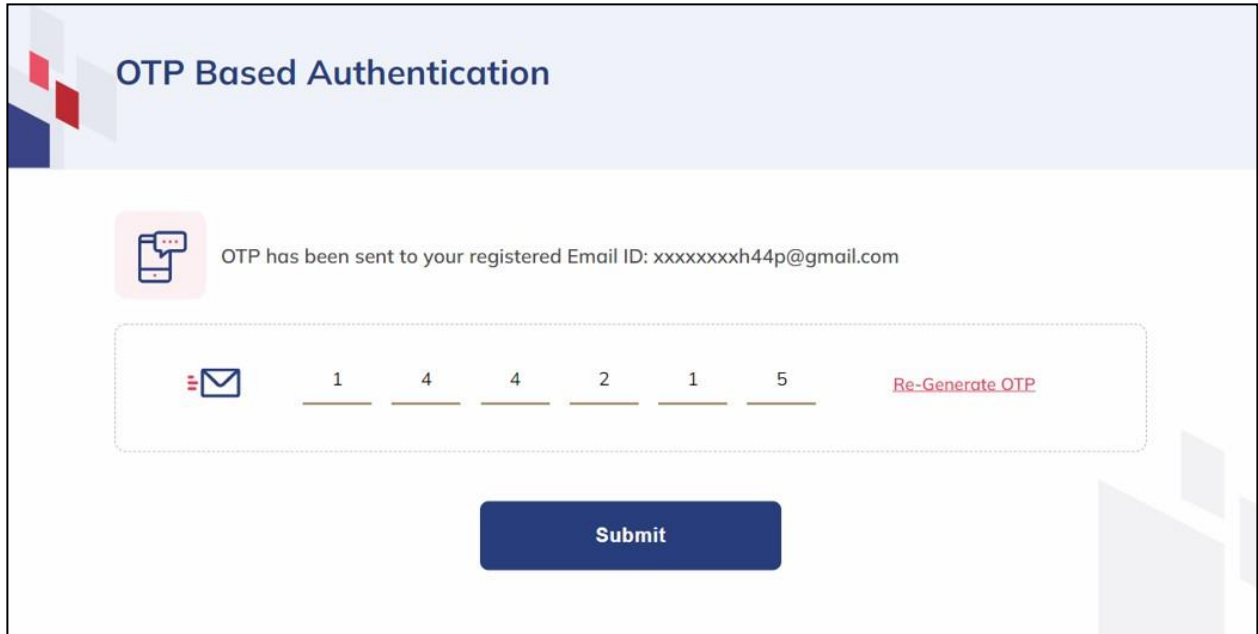 OTP Based Authentication
OTP has been sent to your registered Email ID: xxxxxxxxh44p@gmail.com
1 4 4 2 1 5 Re-Generate OTP
Submit